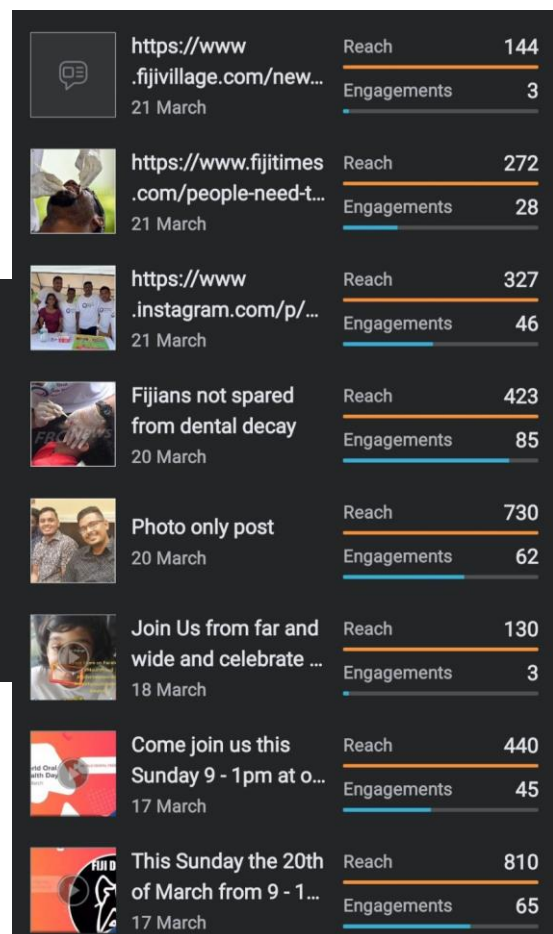 https://www
.fijivillage.com/new...
21 March
Reach 144
Engagements 3
https://www.fijitimes
.com/people-need-t...
21 March
Reach 272
Engagements 28
https://www
.instagram.com/p/...
21 March
Reach 327
Engagements 46
Fijians not spared
from dental decay
20 March
Reach 423
Engagements 85
FBC NEWS
Photo only post
20 March
Reach 730
Engagements 62
Join Us from far and
wide and celebrate ...
18 March
Reach 130
Engagements 3
Come join us this
Sunday 9 - 1pm at o...
17 March
Reach 440
Engagements 45
This Sunday the 20th
of March from 9 - 1...
17 March
Reach 810
Engagements 65
FIJI D